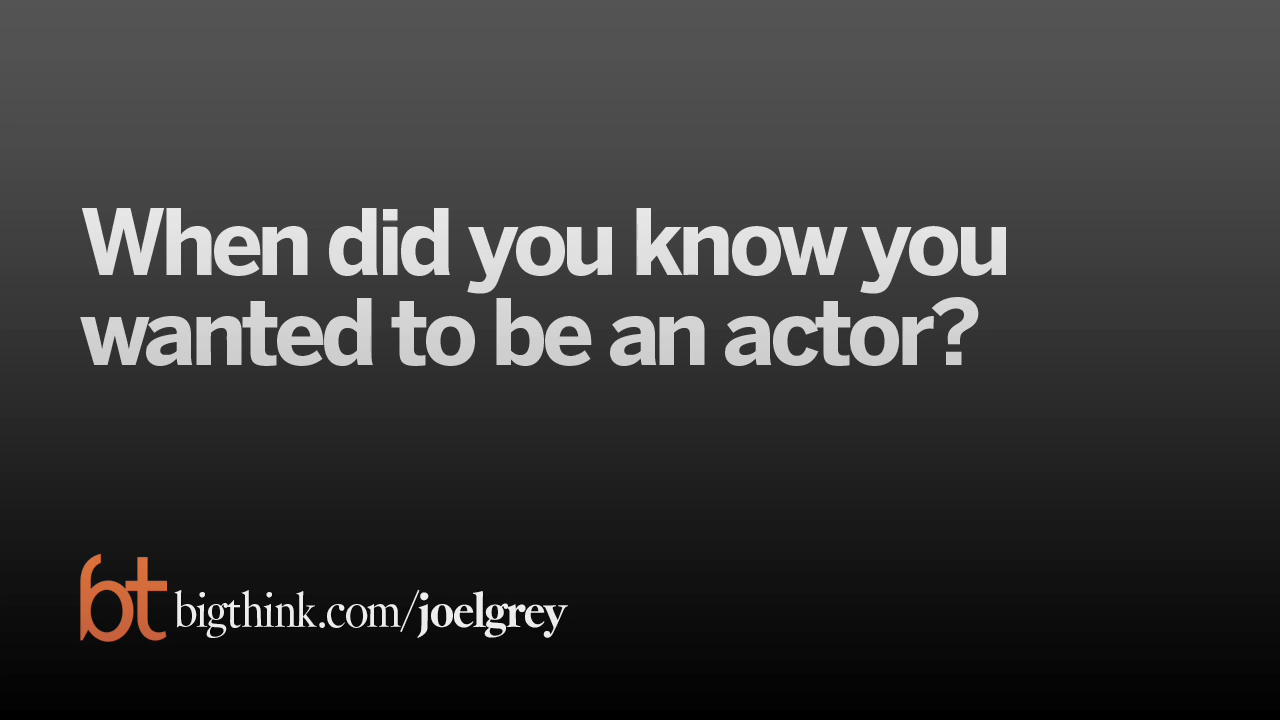 When did you know you
wanted to be an actor?
bt bigthink.com/joelgrey